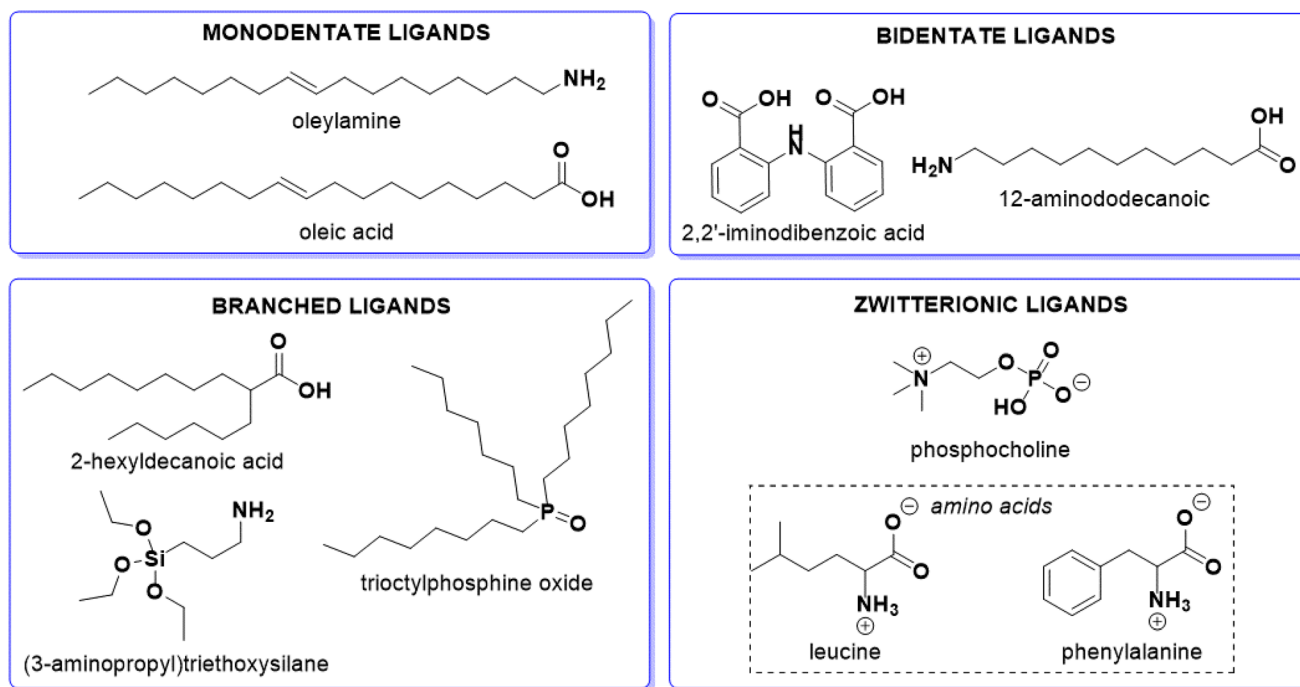 MONODENTATE LIGANDS
NH₂
oleylamine
O
OH
oleic acid
BIDENTATE LIGANDS
O OH O OH
H
N
2,2'-iminodibenzoic acid
OH
H₂N O
12-aminododecanoic
BRANCHED LIGANDS
O
OH
2-hexyldecanoic acid
NH₂
O
Si
O
O
(3-aminopropyl)triethoxysilane
P O
trioctylphosphine oxide
ZWITTERIONIC LIGANDS
+
N O O
P −
HO O
phosphocholine
amino acids
O −
O
NH₃
+
leucine
O −
O
NH₃
+
phenylalanine